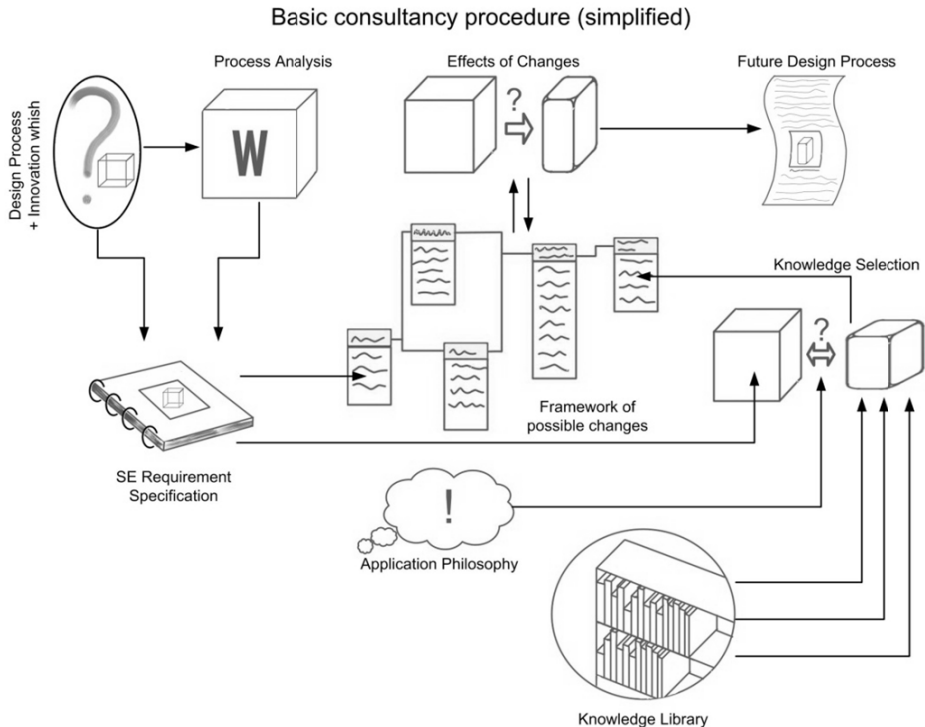 Basic consultancy procedure (simplified)
Process Analysis
Effects of Changes
Future Design Process
Design Process
+ Innovation whish
?
W
?
Knowledge Selection
?
Framework of
possible changes
SE Requirement
Specification
!
Application Philosophy
Knowledge Library